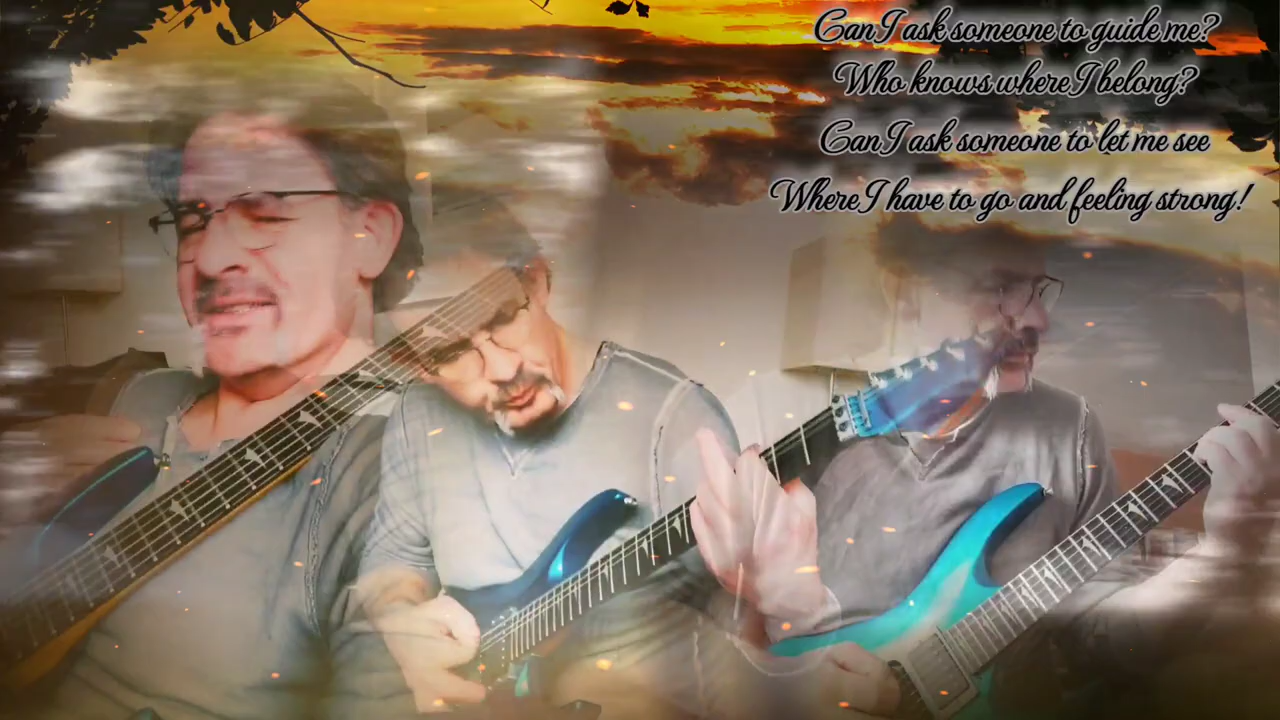 Can I ask someone to guide me?
Who knows where I belong?
Can I ask someone to let me see
Where I have to go and feeling strong!